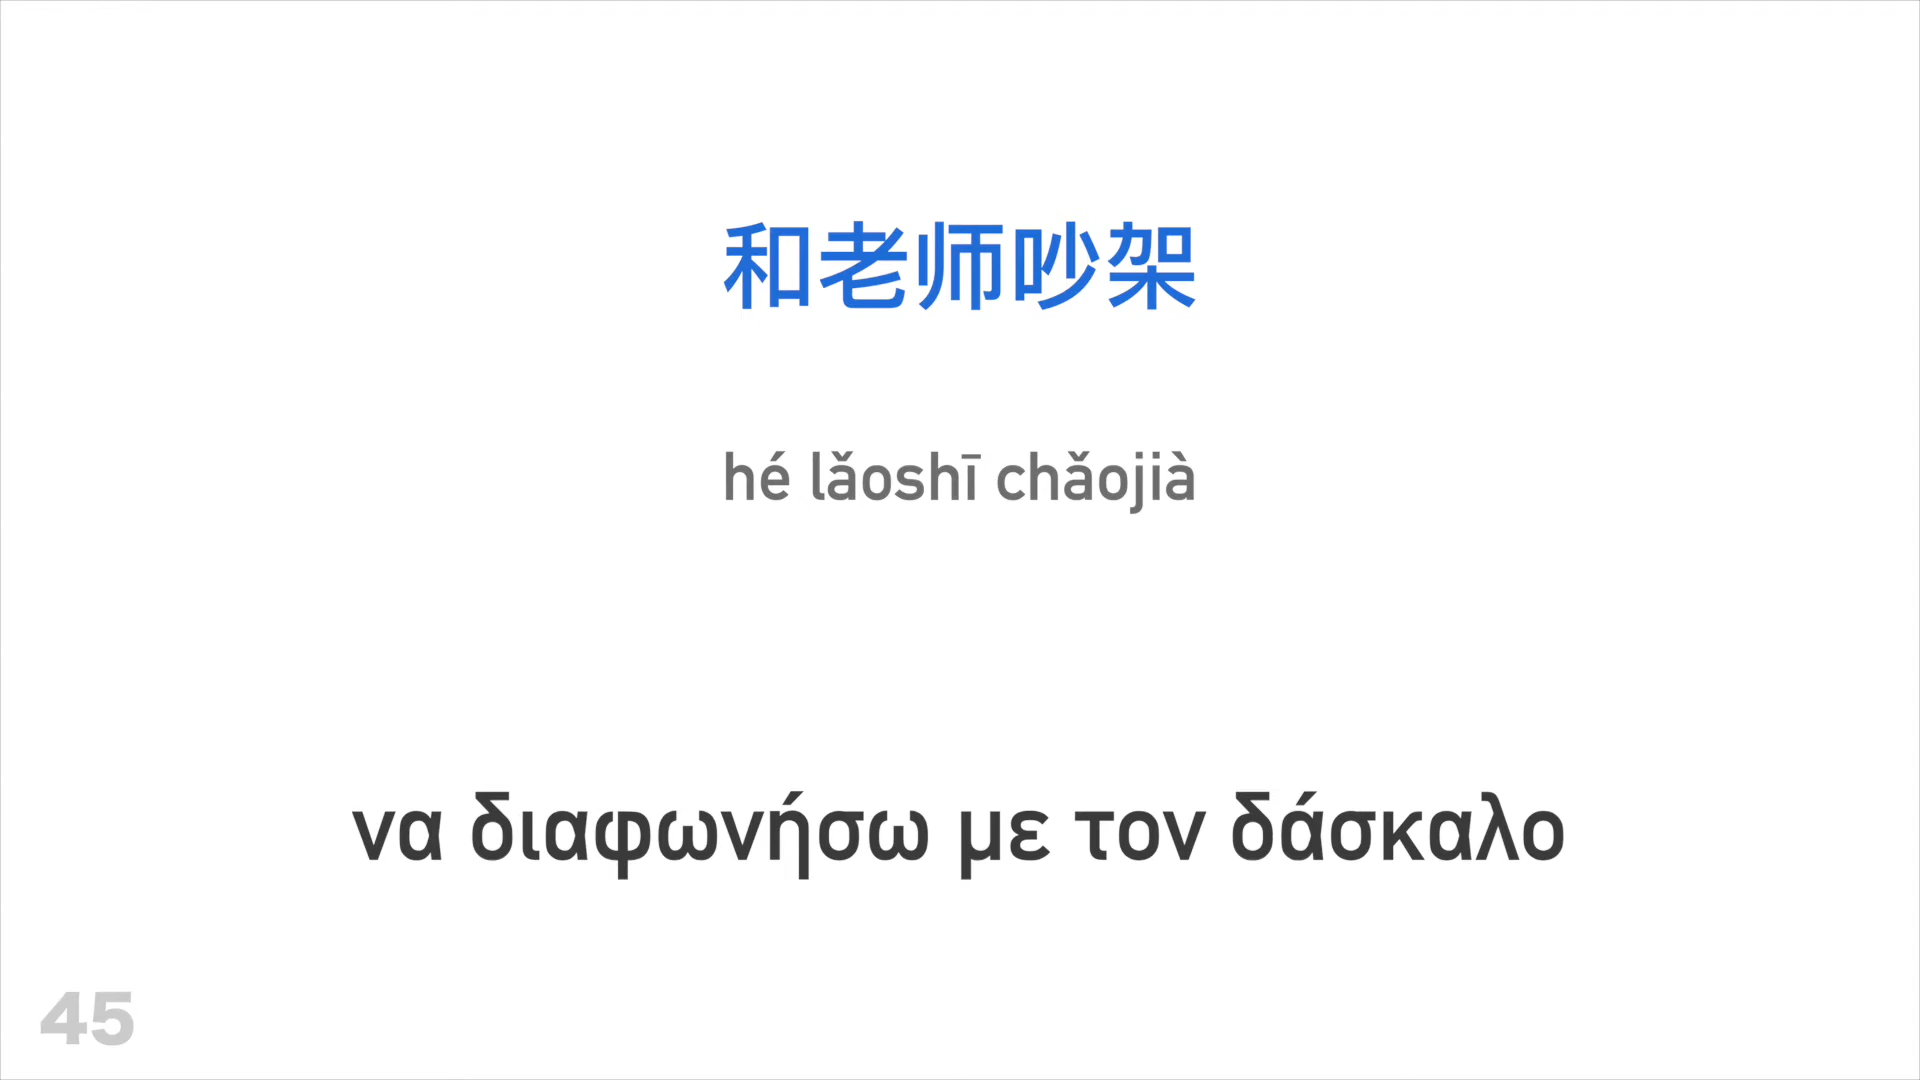 和老师吵架
hé lǎoshī chǎojià
να διαφωνήσω με τον δάσκαλο
45